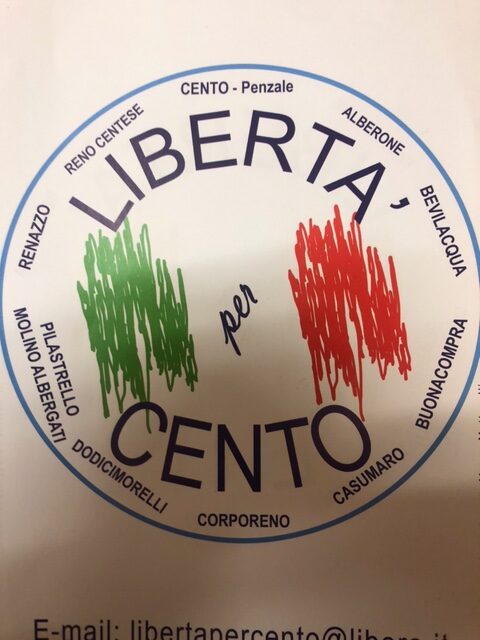 CENTO - Penzale
RENO CENTESE
ALBERONE
LIBERTA'
RENAZZO
BEVILACQUA
per
PILASTRELLO
MOLINO ALBERGATI
BUONACOMPRA
CENTO
DODICIMORELLI
CASUMARO
CORPORENO
E-mail: libertapercento@libero.it